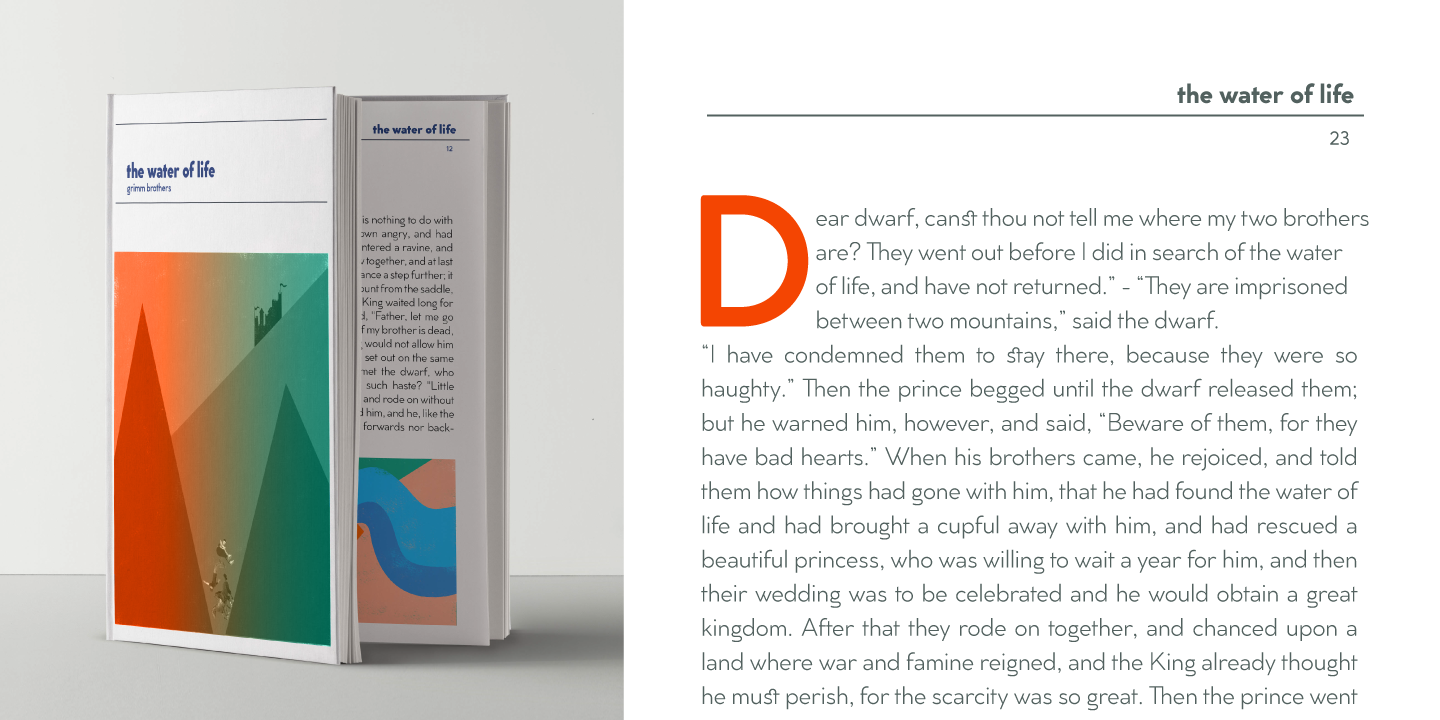 the water of life
grimm brothers
the water of life
12
is nothing to do with
own angry, and had
ntered a ravine, and
together, and at last
ance a step further; it
ount from the saddle,
King waited long for
d, "Father, let me go
f my brother is dead,
would not allow him
set out on the same
met the dwarf, who
such haste? "Little
and rode on without
d him, and he, like the
forwards nor back-
the water of life
23
Dear dwarf, canst thou not tell me where my two brothers
are? They went out before I did in search of the water
of life, and have not returned.” - “They are imprisoned
between two mountains,” said the dwarf.
“I have condemned them to stay there, because they were so
haughty.” Then the prince begged until the dwarf released them;
but he warned him, however, and said, “Beware of them, for they
have bad hearts.” When his brothers came, he rejoiced, and told
them how things had gone with him, that he had found the water of
life and had brought a cupful away with him, and had rescued a
beautiful princess, who was willing to wait a year for him, and then
their wedding was to be celebrated and he would obtain a great
kingdom. After that they rode on together, and chanced upon a
land where war and famine reigned, and the King already thought
he must perish, for the scarcity was so great. Then the prince went